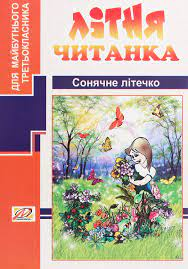 ЛІТНЯ
ЧИТАНКА
Сонячне літечко
ДЛЯ МАЙБУТНЬОГО
ТРЕТЬОКЛАСНИКА